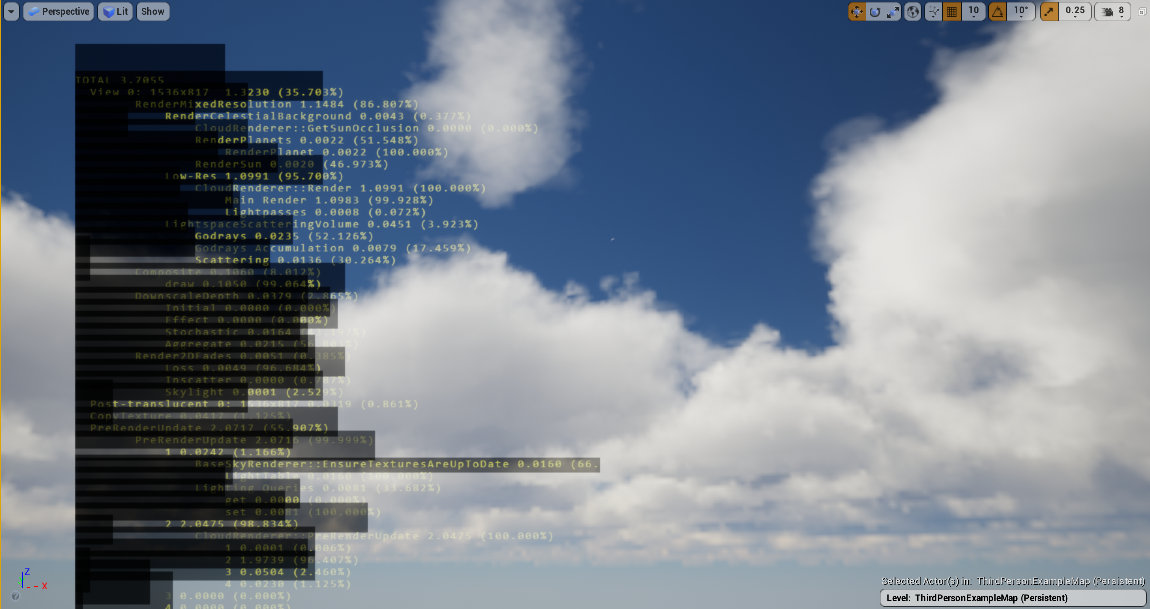 Perspective Lit Show 10 10° 0.25 8
TOTAL 3.7055
View 0: 1536x817 1.3230 (35.703%)
RenderMixedResolution 1.1484 (86.807%)
RenderCelestialBackground 0.0043 (0.377%)
CloudRenderer::GetSunOcclusion 0.0000 (0.000%)
RenderPlanets 0.0022 (51.548%)
RenderPlanet 0.0022 (100.000%)
RenderSun 0.0020 (46.973%)
Low-Res 1.0991 (95.700%)
CloudRenderer::Render 1.0991 (100.000%)
Main Render 1.0983 (99.928%)
Lightpasses 0.0008 (0.072%)
LightspaceScatteringVolume 0.0451 (3.923%)
Godrays 0.0235 (52.126%)
Godrays Accumulation 0.0079 (17.459%)
Scattering 0.0136 (30.264%)
Composite 0.1060 (8.012%)
draw 0.1050 (99.064%)
DownscaleDepth 0.0379 (2.865%)
Initial 0.0000 (0.000%)
Effect 0.0000 (0.000%)
Stochastic 0.0164
Aggregate 0.0215
Render2DFades 0.0051
Loss 0.0049 (96.684%)
Inscatter 0.0000
Skylight 0.0001 (2.529%)
Post-translucent 0: 1536x817 0.0319 (0.861%)
CopyTexture 0.0417 (1.125%)
PreRenderUpdate 2.0717 (55.907%)
PreRenderUpdate 2.0716 (99.999%)
1 0.0242 (1.166%)
BaseSkyRenderer::EnsureTexturesAreUpToDate 0.0160 (66.
Lighting Queries 0.0081 (33.682%)
get 0.0000 (0.000%)
set 0.0081 (100.000%)
2 2.0475 (98.834%)
CloudRenderer::PreRenderUpdate 2.0475 (100.000%)
1 0.0001 (0.006%)
2 1.9739 (96.407%)
3 0.0504 (2.460%)
4 0.0230 (1.125%)
3 0.0000 (0.000%)
4 0.0000 (0.000%)
Z
X
Selected Actor(s) in: ThirdPersonExampleMap (Persistent)
Level: ThirdPersonExampleMap (Persistent)